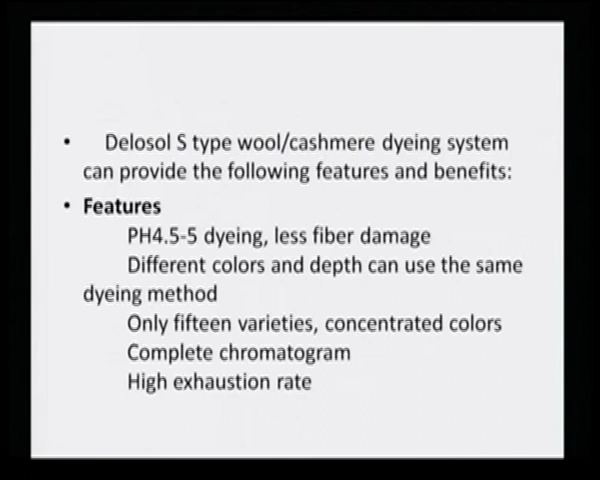 • Delosol S type wool/cashmere dyeing system
can provide the following features and benefits:
• Features
PH4.5-5 dyeing, less fiber damage
Different colors and depth can use the same
dyeing method
Only fifteen varieties, concentrated colors
Complete chromatogram
High exhaustion rate